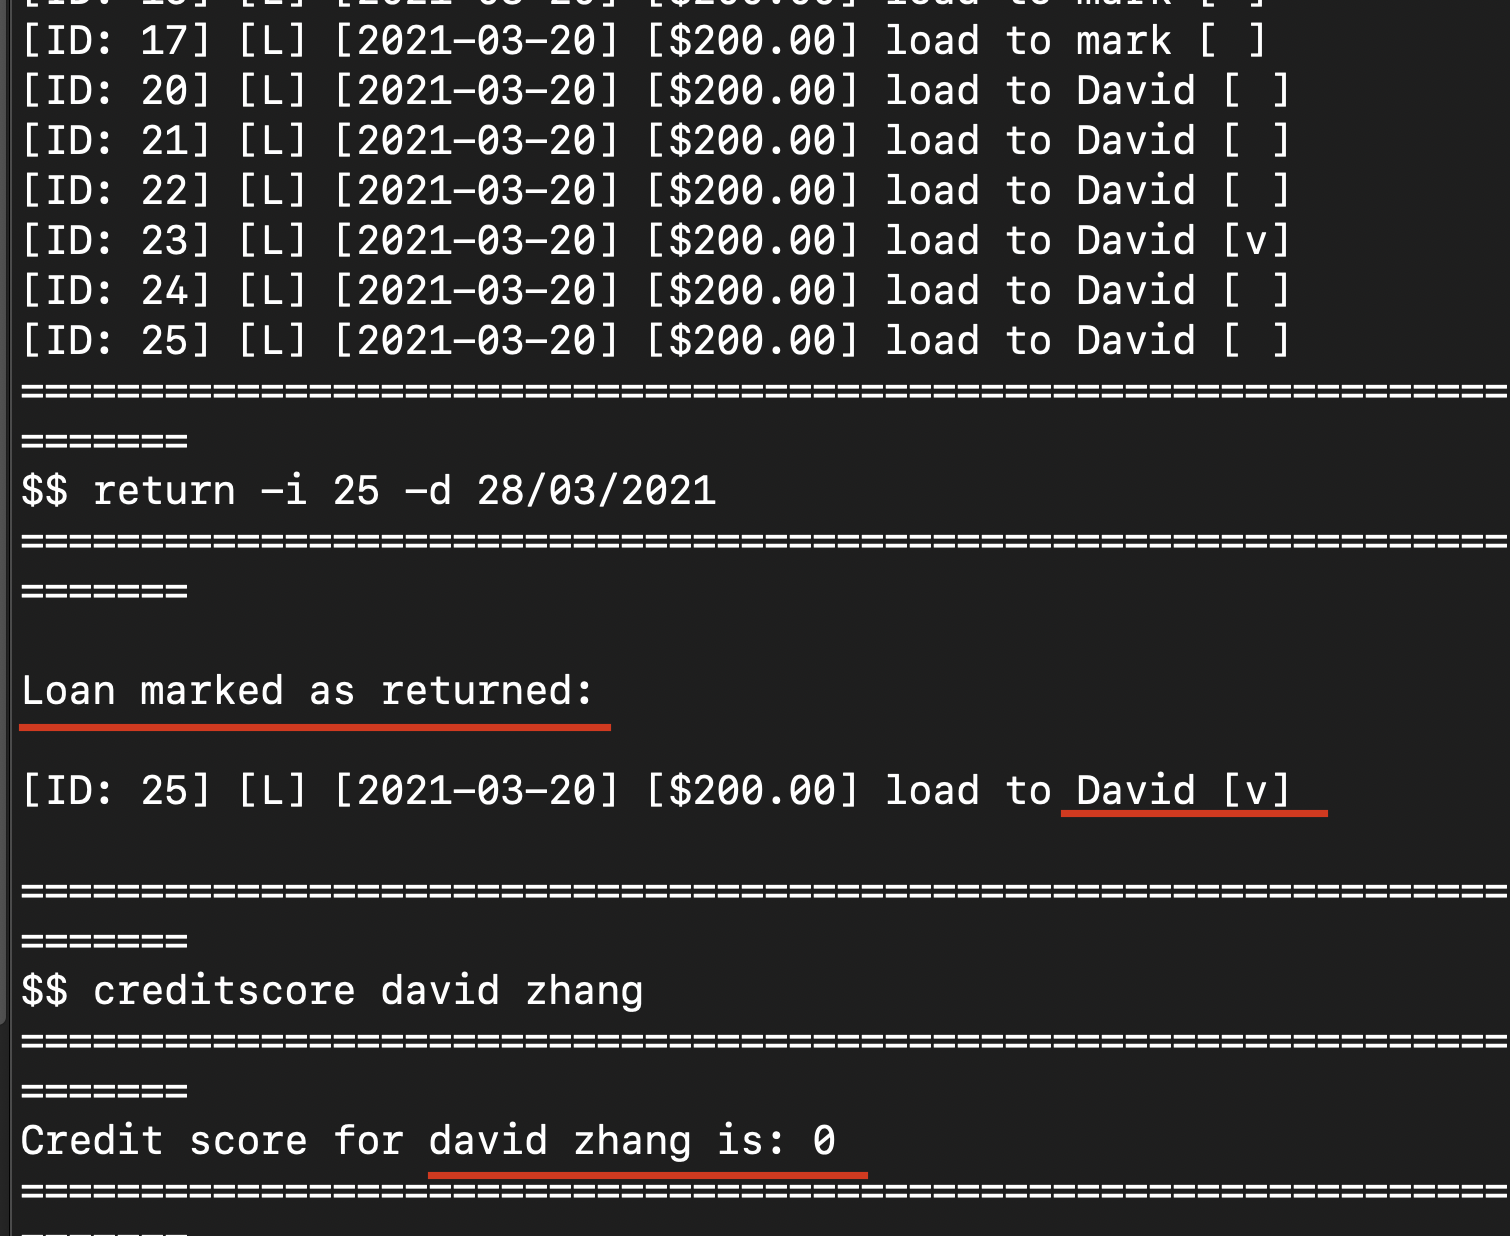 [ID: 17] [L] [2021-03-20] [$200.00] load to mark [ ]
[ID: 20] [L] [2021-03-20] [$200.00] load to David [ ]
[ID: 21] [L] [2021-03-20] [$200.00] load to David [ ]
[ID: 22] [L] [2021-03-20] [$200.00] load to David [ ]
[ID: 23] [L] [2021-03-20] [$200.00] load to David [v]
[ID: 24] [L] [2021-03-20] [$200.00] load to David [ ]
[ID: 25] [L] [2021-03-20] [$200.00] load to David [ ]
==============================================================
=======
$$ return -i 25 -d 28/03/2021
==============================================================
=======
Loan marked as returned:
[ID: 25] [L] [2021-03-20] [$200.00] load to David [v]
==============================================================
=======
$$ creditscore david zhang
==============================================================
=======
Credit score for david zhang is: 0
==============================================================